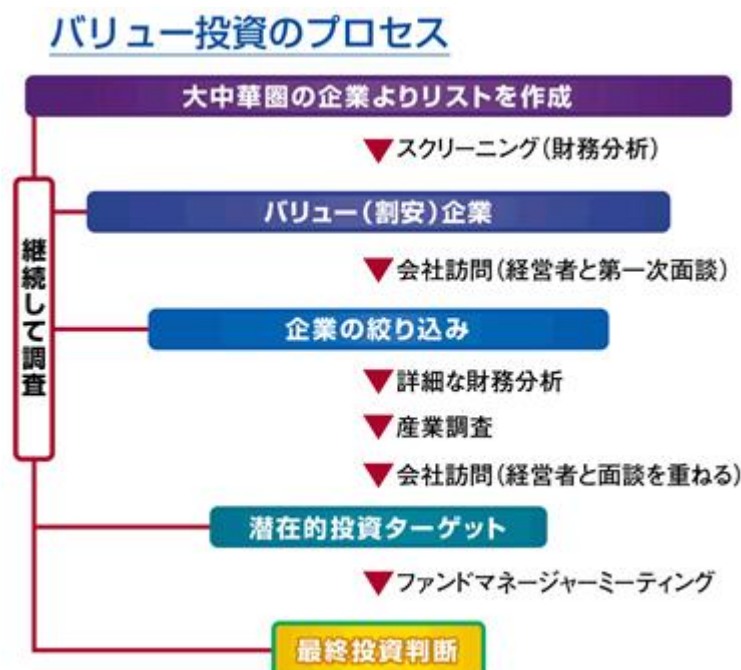 バリュー投資のプロセス
大中華圏の企業よりリストを作成
▼スクリーニング(財務分析)
バリュー(割安)企業
▼会社訪問(経営者と第一次面談)
継続して調査
企業の絞り込み
▼詳細な財務分析
▼産業調査
▼会社訪問(経営者と面談を重ねる)
潜在的投資ターゲット
▼ファンドマネージャーミーティング
最終投資判断